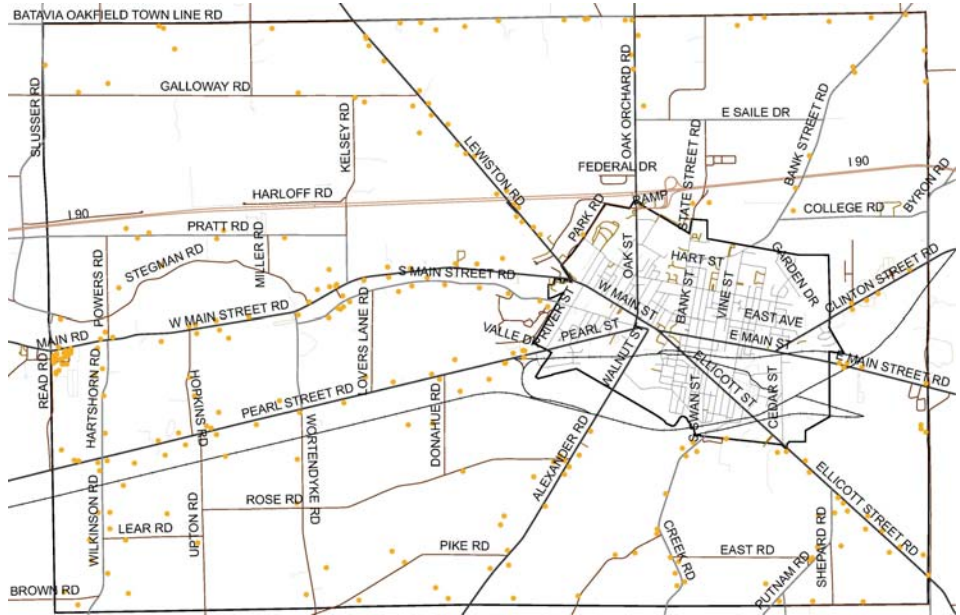 BATAVIA OAKFIELD TOWN LINE RD
SLUSSER RD
GALLOWAY RD
KELSEY RD
LEWISTON RD
OAK ORCHARD RD
E SAILE DR
BANK STREET RD
FEDERAL DR
STATE STREET RD
I 90
BYRON RD
HARLOFF RD
RAMP
PARK RD
COLLEGE RD
I 90
PRATT RD
POWERS RD
STEGMAN RD
MILLER RD
S MAIN STREET RD
OAK ST
HART ST
GARDEN DR
CLINTON STREET RD
W MAIN STREET RD
LOVERS LANE RD
RIVER ST
W MAIN ST
BANK ST
VINE ST
EAST AVE
MAIN RD
VALLE DR
PEARL ST
E MAIN ST
E MAIN STREET RD
READ RD
HARTSHORN RD
HOPKINS RD
PEARL STREET RD
WALNUT ST
ELLICOTT ST
S SWAN ST
CEDAR ST
WORTENDYKE RD
DONAHUE RD
ALEXANDER RD
ELLICOTT STREET RD
WILKINSON RD
ROSE RD
LEAR RD
UPTON RD
PIKE RD
CREEK RD
EAST RD
SHEPARD RD
PUTNAM RD
BROWN RD